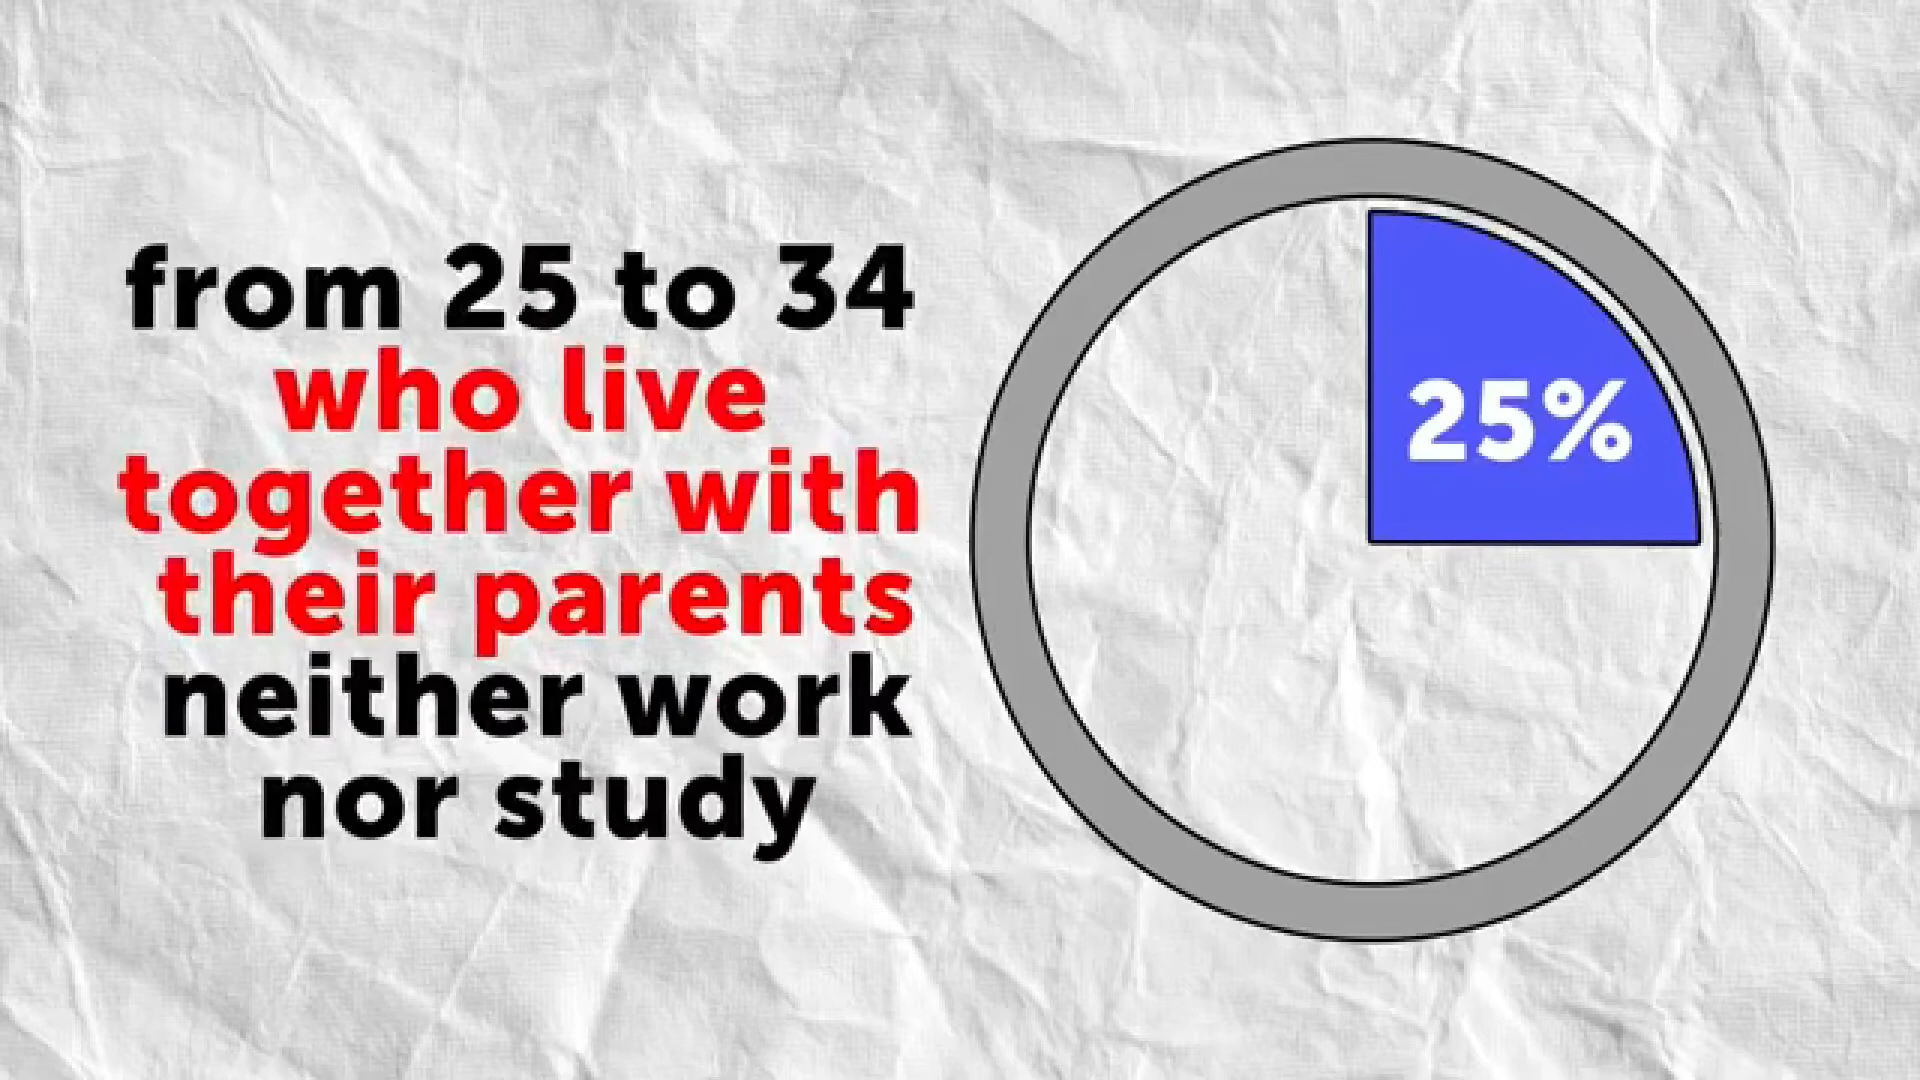 from 25 to 34
who live
together with
their parents
neither work
nor study
25%